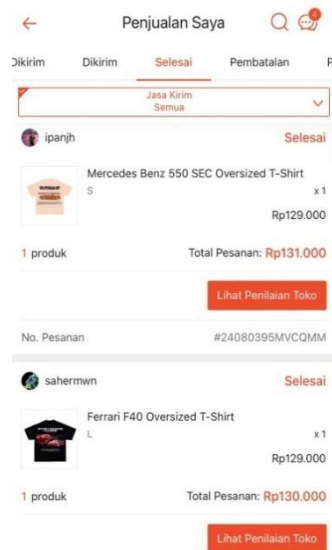 Penjualan Saya
4
Dikirim Dikirim Selesai Pembatalan P
Jasa Kirim
Semua
ipanjh Selesai
Mercedes Benz 550 SEC Oversized T-Shirt
S x 1
Rp129.000
1 produk Total Pesanan: Rp131.000
Lihat Penilaian Toko
No. Pesanan #24080395MVCQMM
sahermwn Selesai
Ferrari F40 Oversized T-Shirt
L x 1
Rp129.000
1 produk Total Pesanan: Rp130.000
Lihat Penilaian Toko